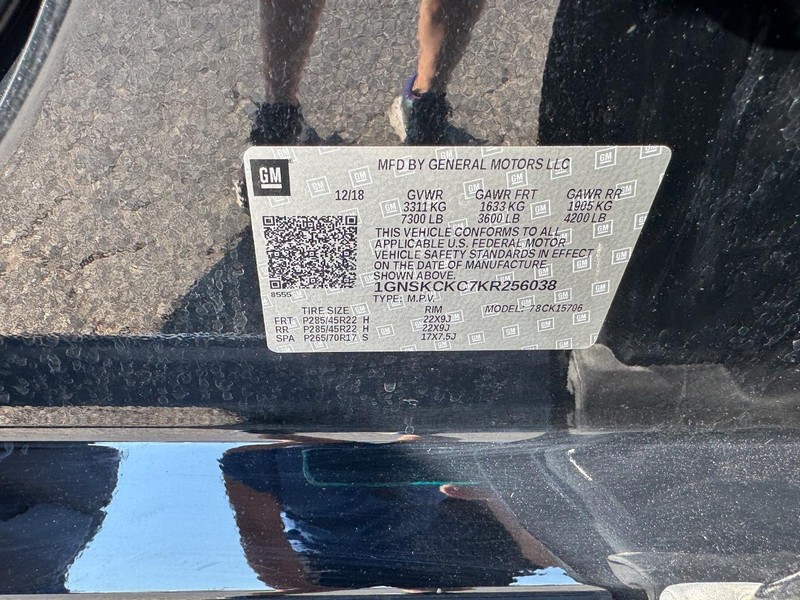 GM MFD BY GENERAL MOTORS LLC
12/18 GVWR GAWR FRT GAWR RR
3311 KG 1633 KG 1905 KG
7300 LB 3600 LB 4200 LB
THIS VEHICLE CONFORMS TO ALL
APPLICABLE U.S. FEDERAL MOTOR
VEHICLE SAFETY STANDARDS IN EFFECT
ON THE DATE OF MANUFACTURE
SHOWN ABOVE.
8555 1GNSKCKC7KR256038
TYPE: M.P.V.
TIRE SIZE RIM MODEL: 78CK15706
FRT P285/45R22 H 22X9J
RR P285/45R22 H 22X9J
SPA P265/70R17 S 17X7.5J